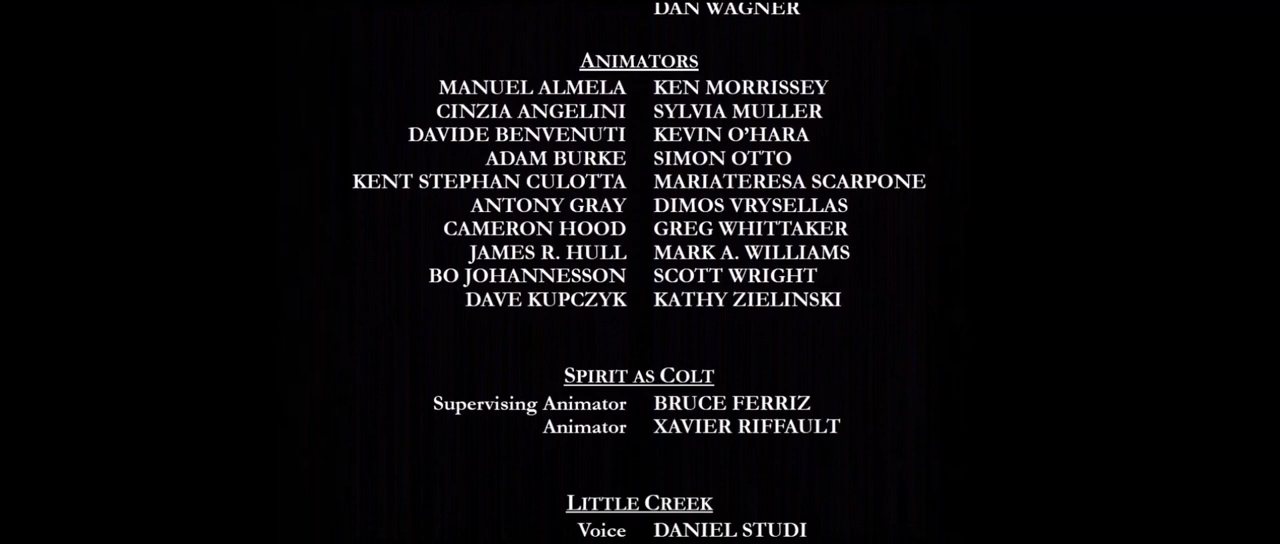 DAN WAGNER
ANIMATORS
MANUEL ALMELA KEN MORRISSEY
CINZIA ANGELINI SYLVIA MULLER
DAVIDE BENVENUTI KEVIN O’HARA
ADAM BURKE SIMON OTTO
KENT STEPHAN CULOTTA MARIATERESA SCARPONE
ANTONY GRAY DIMOS VRYSELLAS
CAMERON HOOD GREG WHITTAKER
JAMES R. HULL MARK A. WILLIAMS
BO JOHANNESSON SCOTT WRIGHT
DAVE KUPCZYK KATHY ZIELINSKI
SPIRIT AS COLT
Supervising Animator BRUCE FERRIZ
Animator XAVIER RIFFAULT
LITTLE CREEK
Voice DANIEL STUDI